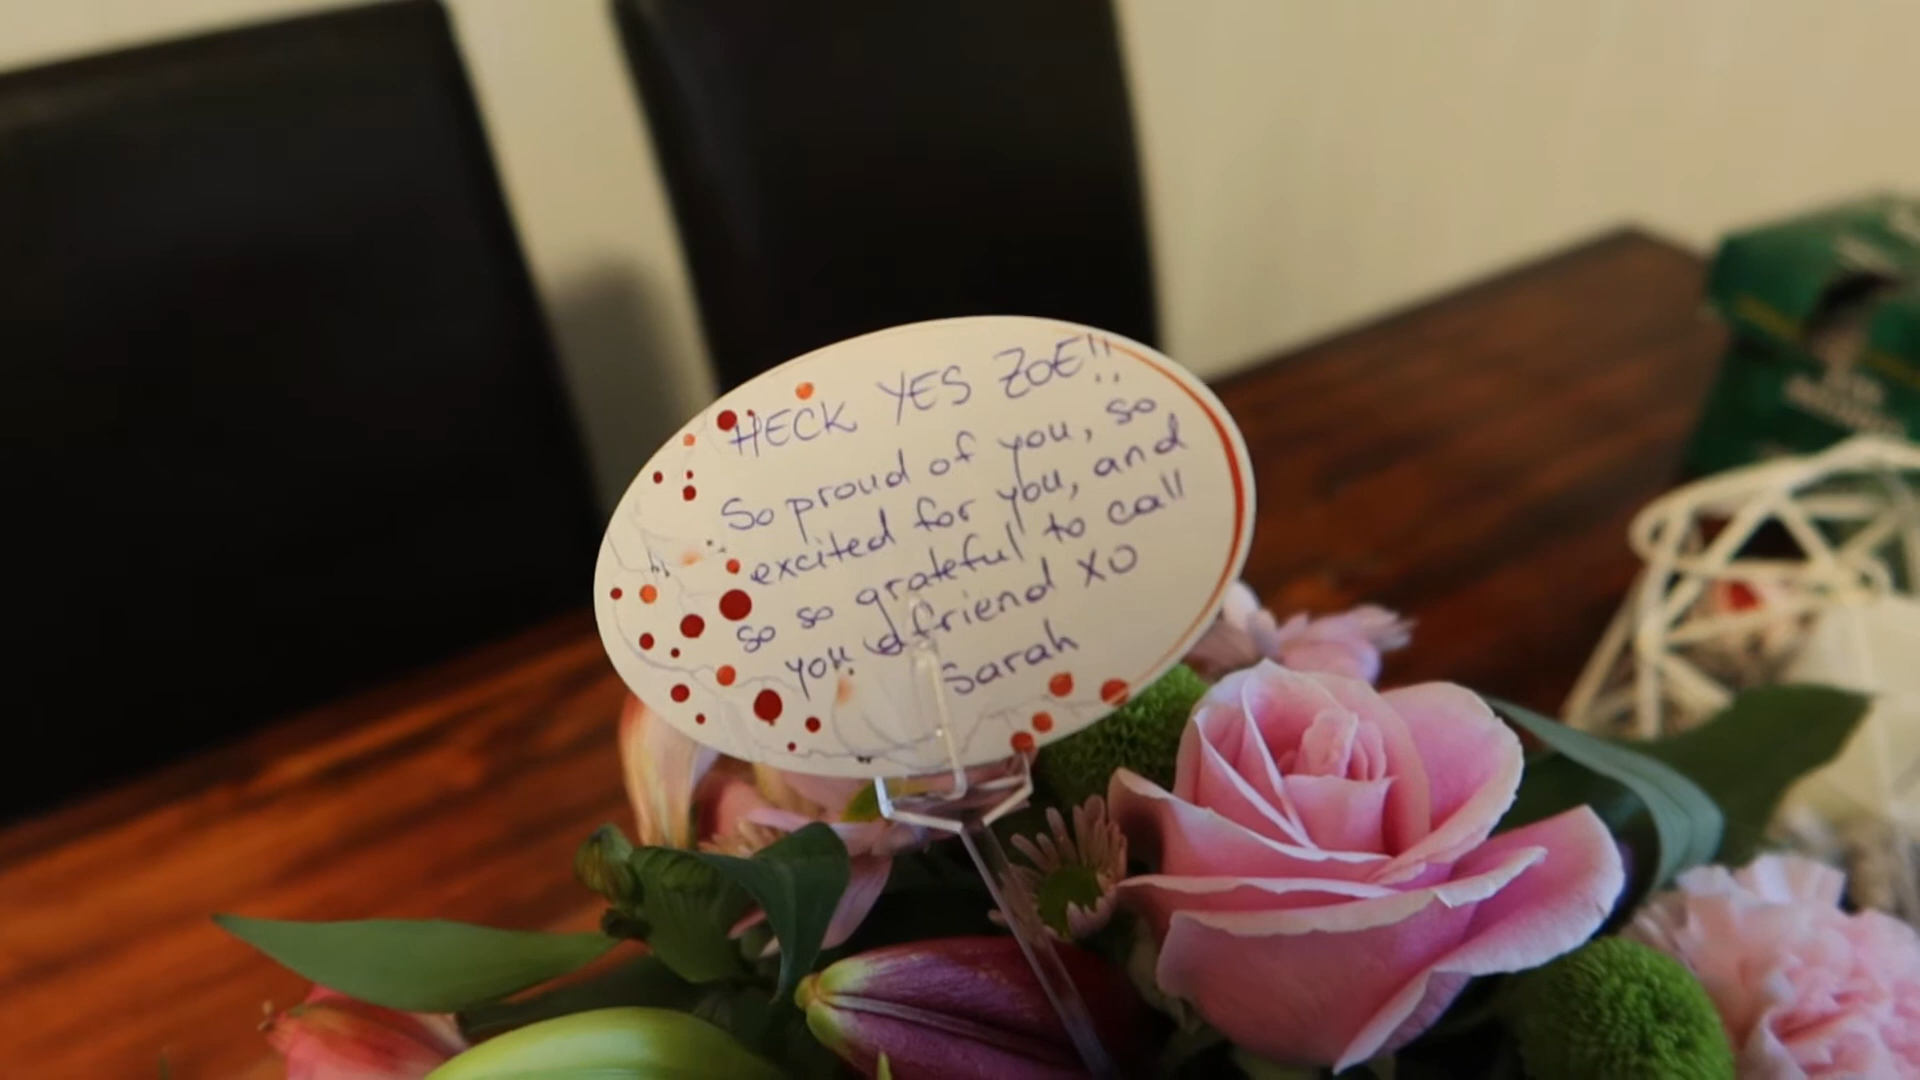 HECK YES ZOE!!
So proud of you, so
excited for you, and
so so grateful to call
you friend XO
Sarah